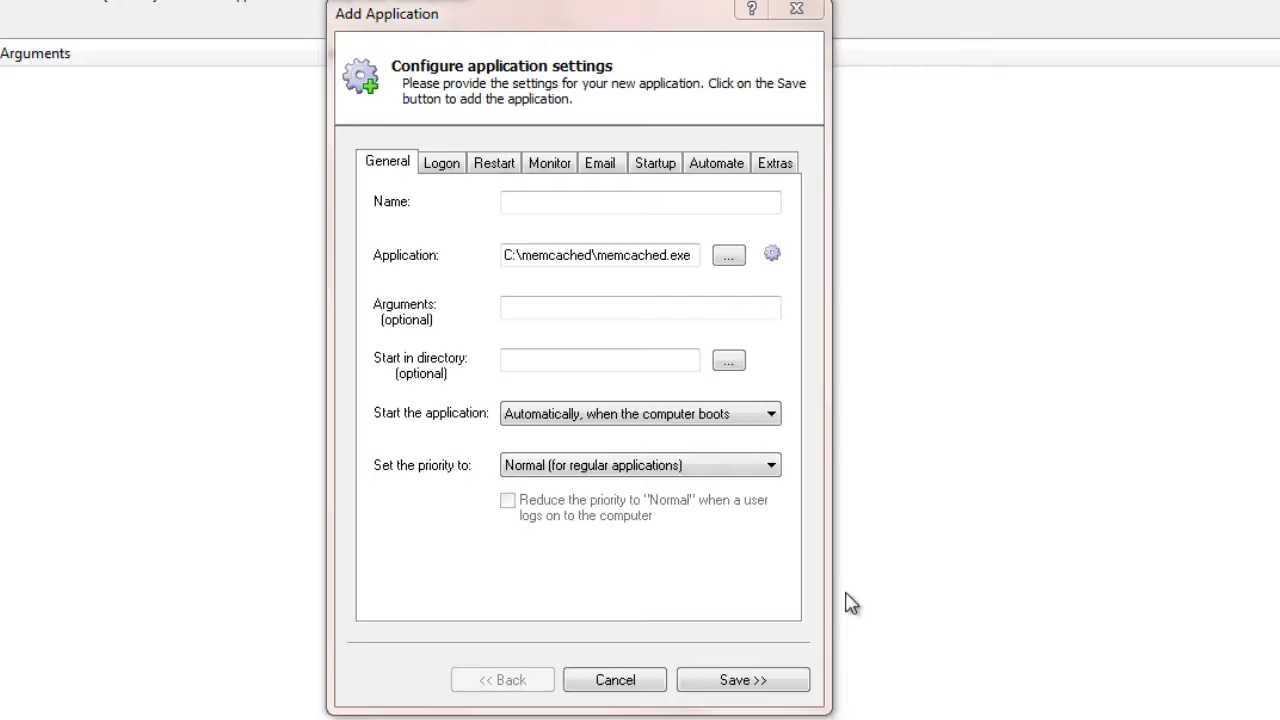 Add Application
?
Arguments
Configure application settings
Please provide the settings for your new application. Click on the Save
button to add the application.
General Logon Restart Monitor Email Startup Automate Extras
Name:
Application: C:\memcached\memcached.exe ...
Arguments:
(optional)
Start in directory: ...
(optional)
Start the application: Automatically, when the computer boots
Set the priority to: Normal (for regular applications)
Reduce the priority to "Normal" when a user
logs on to the computer
<< Back Cancel Save >>